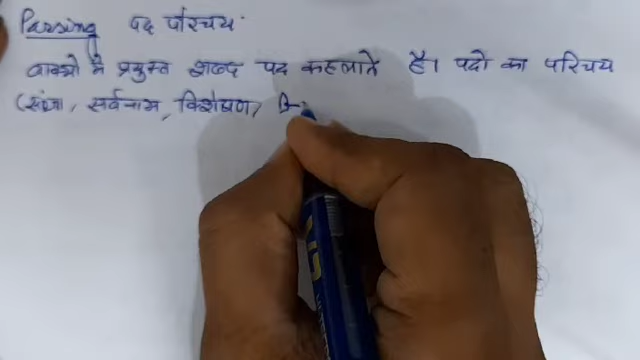 Parsing पद परिचय
वाक्यो मे प्रयुक्त शब्द पद कहलाते है। पदो का परिचय
(संज्ञा, सर्वनाम, विशेषण,